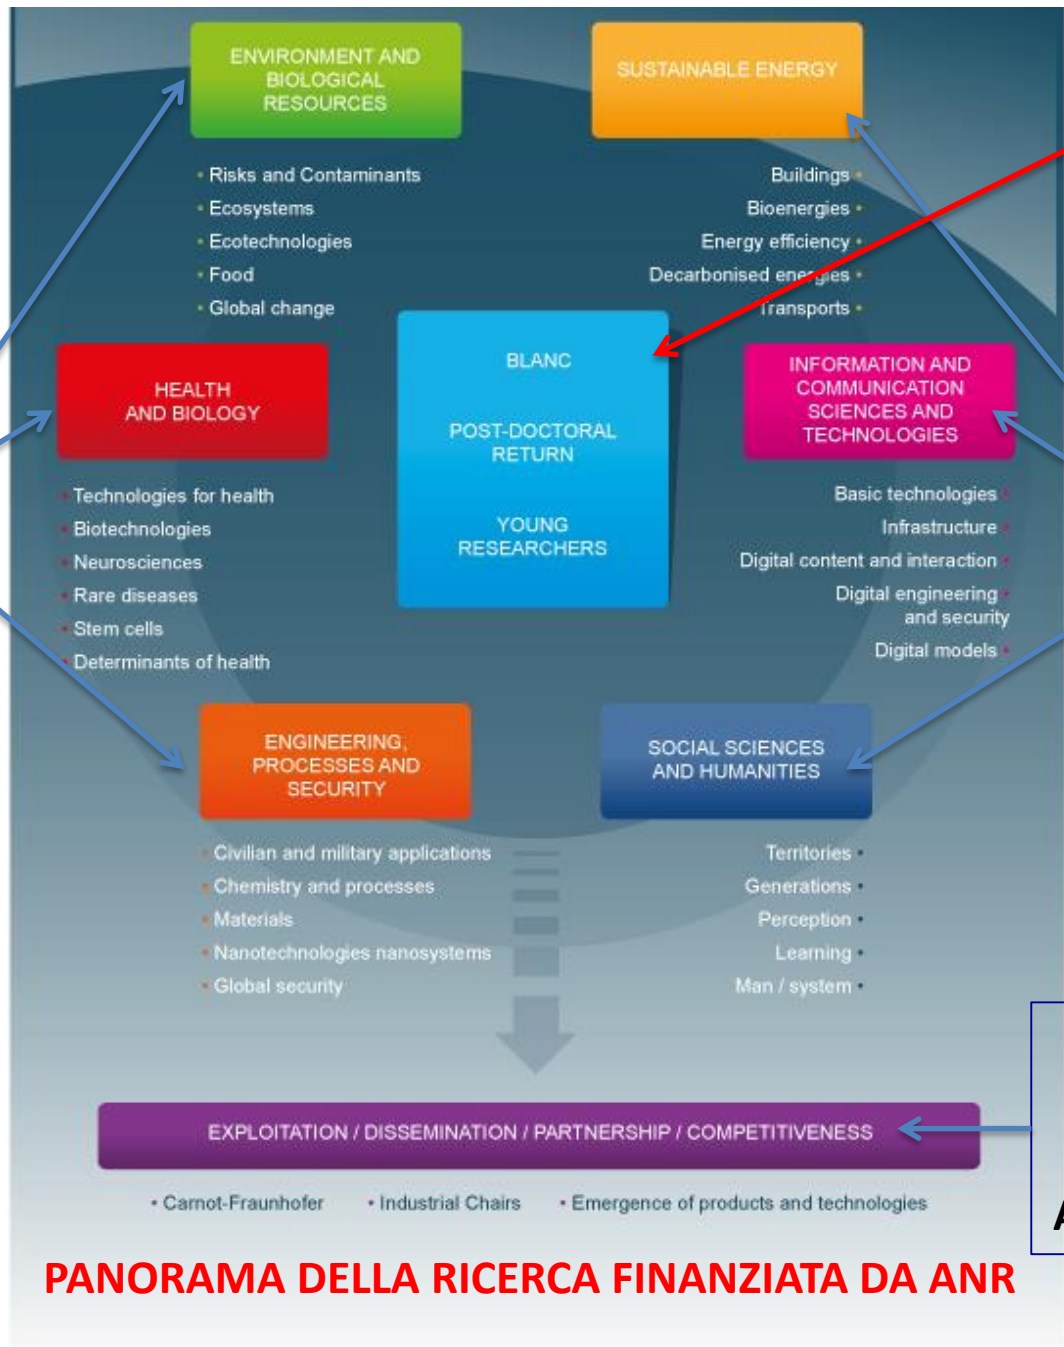 ENVIRONMENT AND
BIOLOGICAL
RESOURCES
• Risks and Contaminants
• Ecosystems
• Ecotechnologies
• Food
• Global change
SUSTAINABLE ENERGY
Buildings •
Bioenergies •
Energy efficiency •
Decarbonised energies •
Transports •
HEALTH
AND BIOLOGY
• Technologies for health
• Biotechnologies
• Neurosciences
• Rare diseases
• Stem cells
• Determinants of health
BLANC
POST-DOCTORAL
RETURN
YOUNG
RESEARCHERS
INFORMATION AND
COMMUNICATION
SCIENCES AND
TECHNOLOGIES
Basic technologies •
Infrastructure •
Digital content and interaction •
Digital engineering •
and security
Digital models •
ENGINEERING,
PROCESSES AND
SECURITY
• Civilian and military applications
• Chemistry and processes
• Materials
• Nanotechnologies nanosystems
• Global security
SOCIAL SCIENCES
AND HUMANITIES
Territories •
Generations •
Perception •
Learning •
Man / system •
EXPLOITATION / DISSEMINATION / PARTNERSHIP / COMPETITIVENESS
• Carnot-Fraunhofer • Industrial Chairs • Emergence of products and technologies
PANORAMA DELLA RICERCA FINANZIATA DA ANR